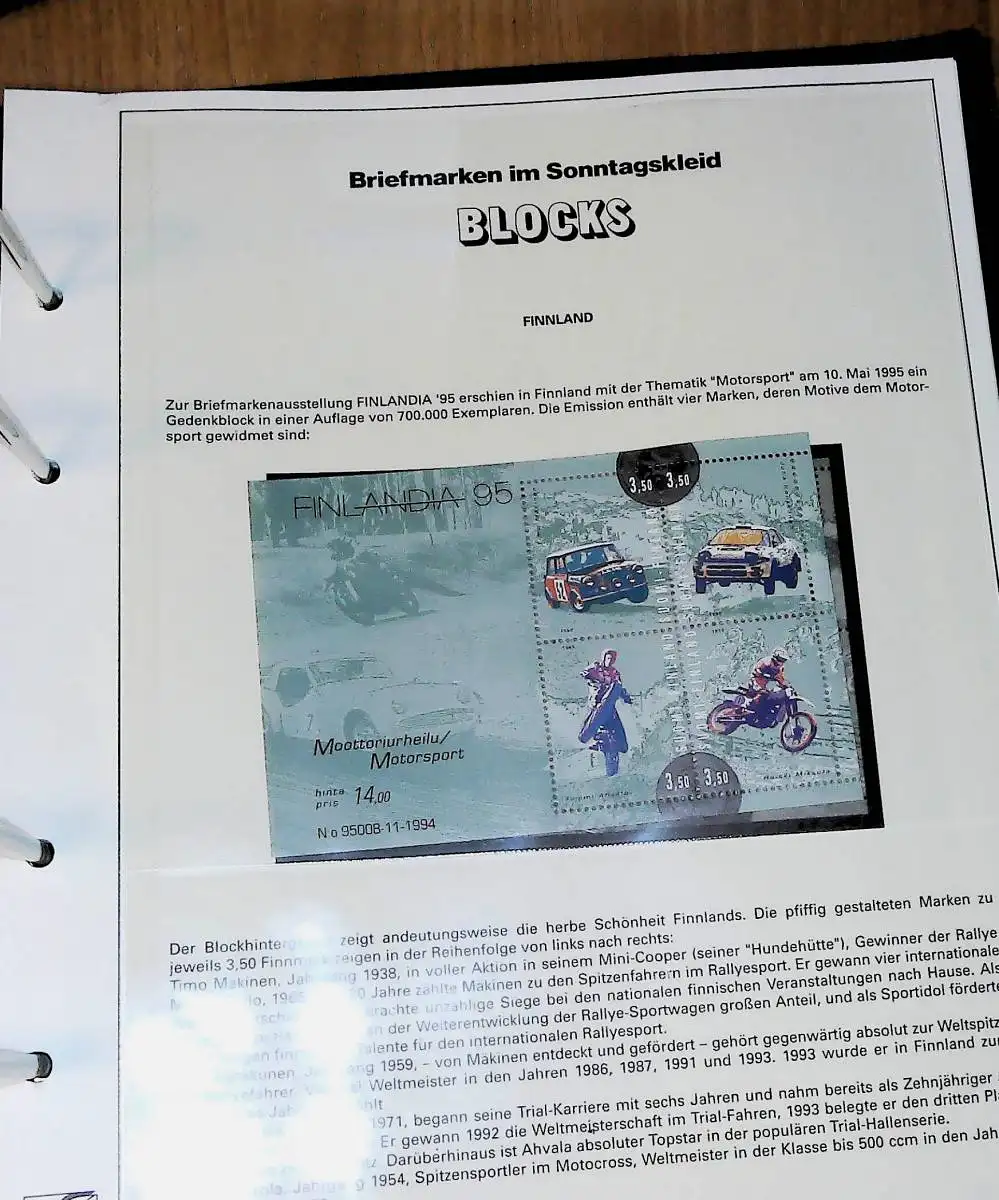 Briefmarken im Sonntagskleid
BLOCKS
FINNLAND
Zur Briefmarkenausstellung FINLANDIA '95 erschien in Finnland mit der Thematik "Motorsport" am 10. Mai 1995 ein
Gedenkblock in einer Auflage von 700.000 Exemplaren. Die Emission enthält vier Marken, deren Motive dem Motor-
sport gewidmet sind:
FINLANDIA 95
3,50 3,50
52
7
Moottoriurheilu/
Motorsport
hinta
pris 14,00
No 95008-11-1994
3,50 3,50
SUOMI FINLAND
Der Blockhinter zeigt andeutungsweise die herbe Schönheit Finnlands. Die pfiffig gestalteten Marken zu
jeweils 3,50 zeigen in der Reihenfolge von links nach rechts:
Timo Makinen, 1938, in voller Aktion in seinem Mini-Cooper (seiner "Hundehütte"), Gewinner der Rallye
Jahre zählte Makinen zu den Spitzenfahrern im Rallyesport. Er gewann vier internationale
unzählige Siege bei den nationalen finnischen Veranstaltungen nach Hause. Als
der Weiterentwicklung der Rallye-Sportwagen großen Anteil, und als Sportidol förderte
für den internationalen Rallyesport.
1959, – von Makinen entdeckt und gefördert – gehört gegenwärtig absolut zur Weltspitz
Weltmeister in den Jahren 1986, 1987, 1991 und 1993. 1993 wurde er in Finnland zu
1971, begann seine Trial-Karriere mit sechs Jahren und nahm bereits als Zehnjähriger
Er gewann 1992 die Weltmeisterschaft im Trial-Fahren, 1993 belegte er den dritten Pl
Darüberhinaus ist Ahvala absoluter Topstar in der populären Trial-Hallenserie.
1954, Spitzensportler im Motocross, Weltmeister in der Klasse bis 500 ccm in den Jah